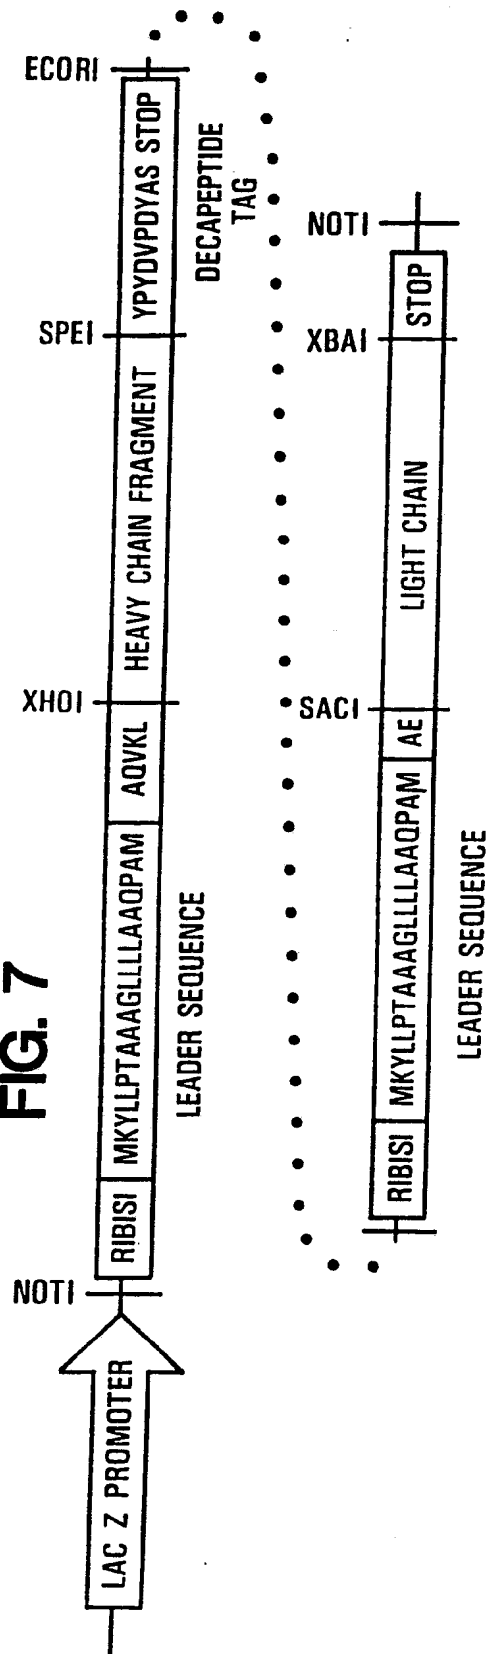 FIG. 7
LAC Z PROMOTER
NOTI
RIBISI
MKYLLPTAAAGLLLLAAQPAM
LEADER SEQUENCE
AQVKL
XHOI
HEAVY CHAIN FRAGMENT
SPEI
YPYDVPDYAS STOP
DECAPEPTIDE
TAG
ECORI
RIBISI
MKYLLPTAAAGLLLLAAQPAM
LEADER SEQUENCE
AE
SACI
LIGHT CHAIN
XBAI
STOP
NOTI